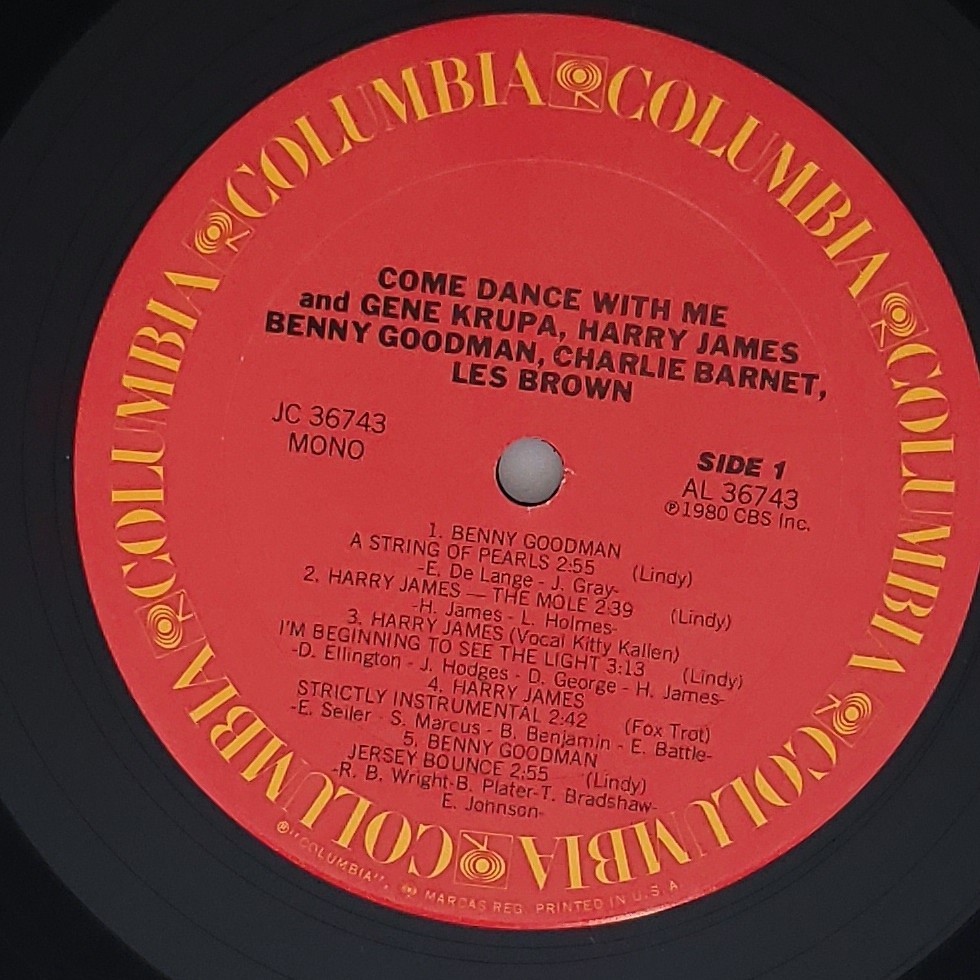 COLUMBIA COLUMBIA COLUMBIA COLUMBIA COLUMBIA COLUMBIA COLUMBIA
COME DANCE WITH ME
and GENE KRUPA, HARRY JAMES
BENNY GOODMAN, CHARLIE BARNET,
LES BROWN
JC 36743
MONO
SIDE 1
AL 36743
℗1980 CBS Inc.
1. BENNY GOODMAN
A STRING OF PEARLS 2:55 (Lindy)
-E. De Lange - J. Gray-
2. HARRY JAMES — THE MOLE 2:39 (Lindy)
-H. James - L. Holmes-
3. HARRY JAMES (Vocal Kitty Kallen)
I'M BEGINNING TO SEE THE LIGHT 3:13 (Lindy)
-D. Ellington - J. Hodges - D. George - H. James-
4. HARRY JAMES
STRICTLY INSTRUMENTAL 2:42 (Fox Trot)
-E. Seiler - S. Marcus - B. Benjamin - E. Battle-
5. BENNY GOODMAN
JERSEY BOUNCE 2:55 (Lindy)
-R. B. Wright-B. Plater-T. Bradshaw-
E. Johnson-
®"COLUMBIA", MARCAS REG. PRINTED IN U.S.A.